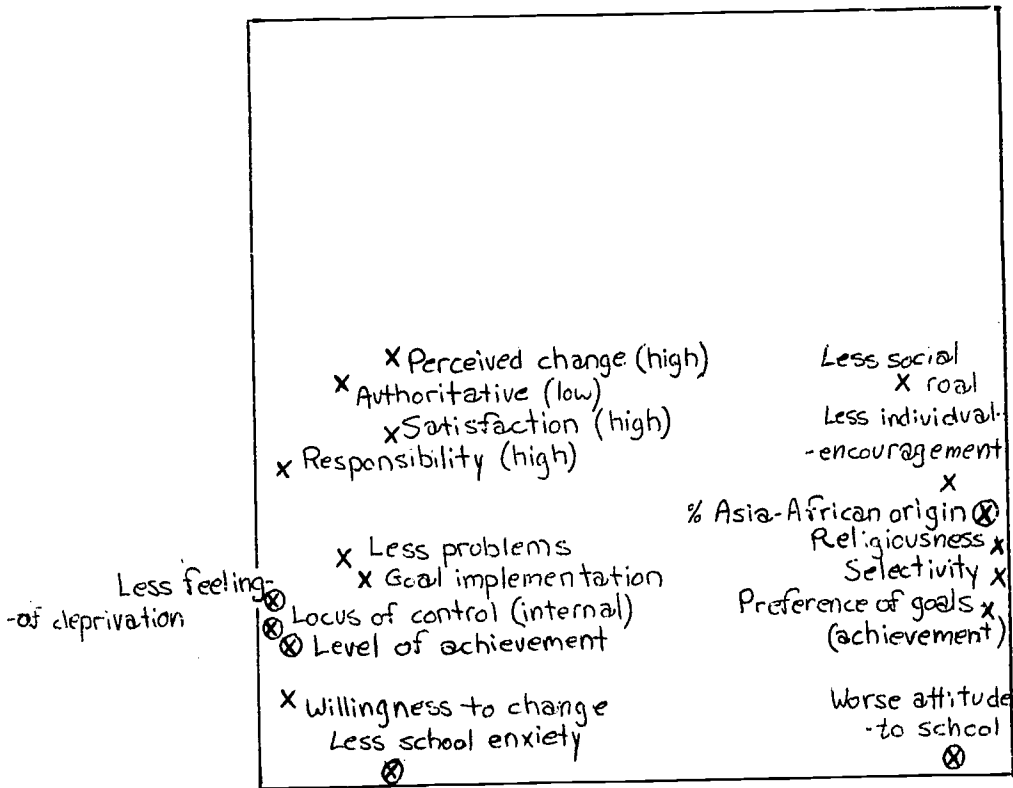 Perceived change (high)
Authoritative (low)
Satisfaction (high)
Responsibility (high)
Less social
roal
Less individual-
-encouragement
% Asia-African origin
Religiousness
Selectivity
Preference of goals
(achievement)
Less problems
Goal implementation
Less feeling-
-of deprivation
Locus of control (internal)
Level of achievement
Willingness to change
Less school enxiety
Worse attitude
-to school